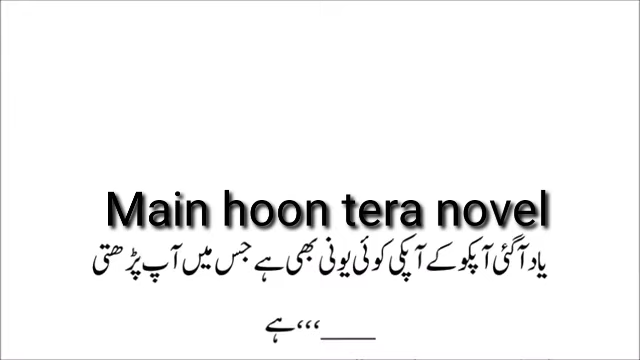 Main hoon tera novel
یاد آگئی آپکو کے آپکی کوئی یونی بھی ہے جس میں آپ پڑھتی
ہے ،،،____